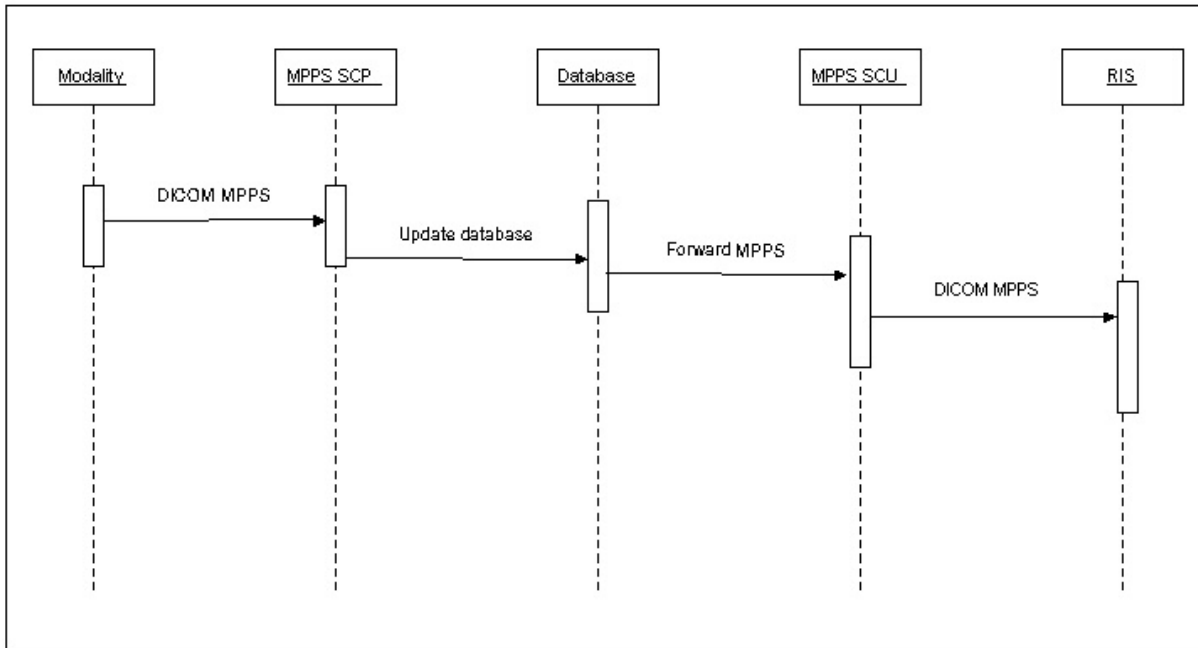 Modality
MPPS SCP
Database
MPPS SCU
RIS
DICOM MPPS
Update database
Forward MPPS
DICOM MPPS